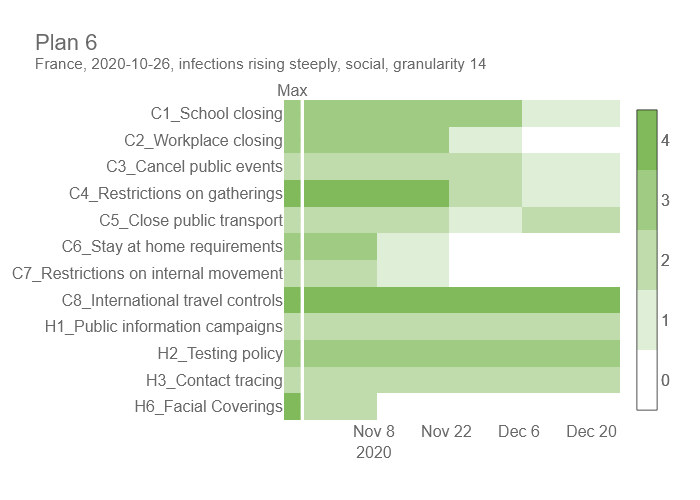 Plan 6
France, 2020-10-26, infections rising steeply, social, granularity 14
Max
C1_School closing
C2_Workplace closing
C3_Cancel public events
C4_Restrictions on gatherings
C5_Close public transport
C6_Stay at home requirements
C7_Restrictions on internal movement
C8_International travel controls
H1_Public information campaigns
H2_Testing policy
H3_Contact tracing
H6_Facial Coverings
Nov 8 Nov 22 Dec 6 Dec 20
2020
4
3
2
1
0